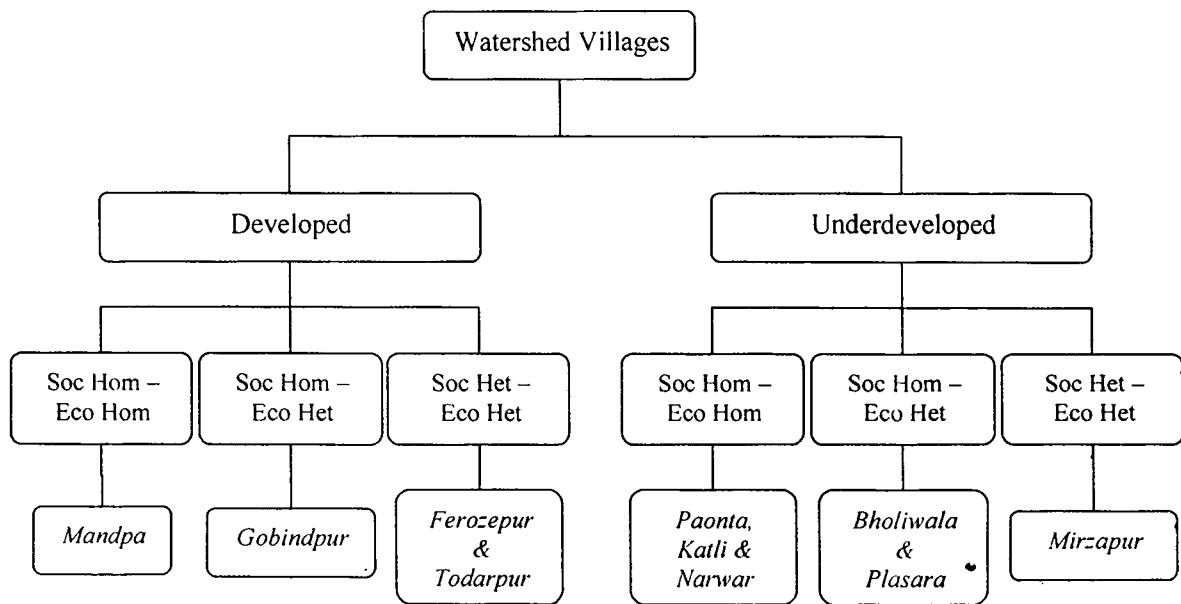 Watershed Villages
Developed
Underdeveloped
Soc Hom –
Eco Hom
Soc Hom –
Eco Het
Soc Het –
Eco Het
Soc Hom –
Eco Hom
Soc Hom –
Eco Het
Soc Het –
Eco Het
Mandpa
Gobindpur
Ferozepur
&
Todarpur
Paonta,
Katli &
Narwar
Bholiwala
&
Plasara
Mirzapur